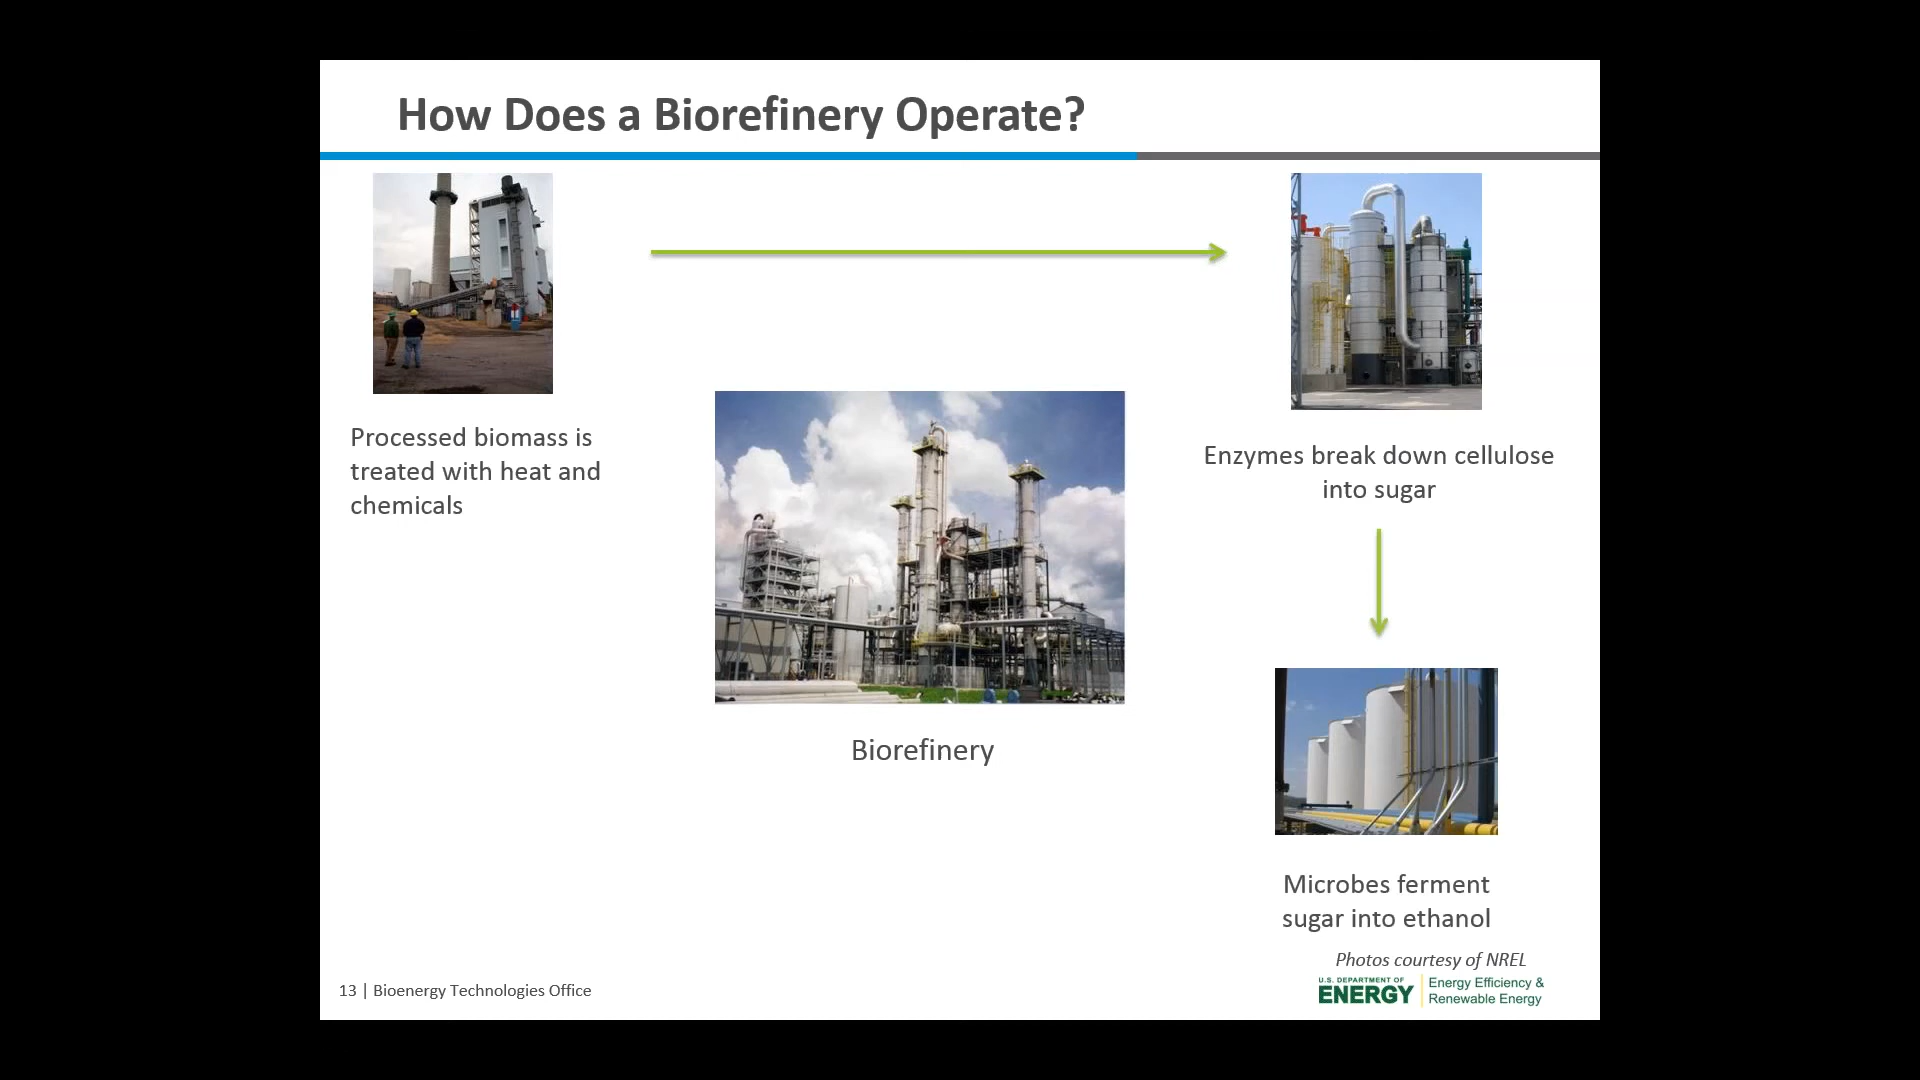 How Does a Biorefinery Operate?
Processed biomass is
treated with heat and
chemicals
Enzymes break down cellulose
into sugar
Biorefinery
Microbes ferment
sugar into ethanol
Photos courtesy of NREL
13 | Bioenergy Technologies Office
U.S. DEPARTMENT OF
ENERGY
Energy Efficiency &
Renewable Energy